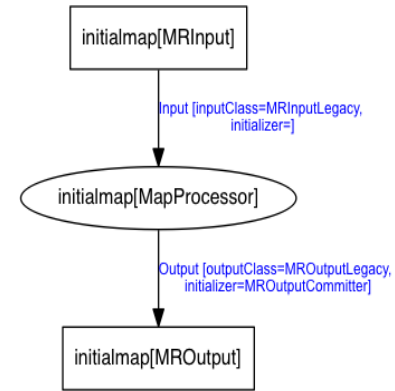 initialmap[MRInput]
Input [inputClass=MRInputLegacy,
initializer=]
initialmap[MapProcessor]
Output [outputClass=MROutputLegacy,
initializer=MROutputCommitter]
initialmap[MROutput]